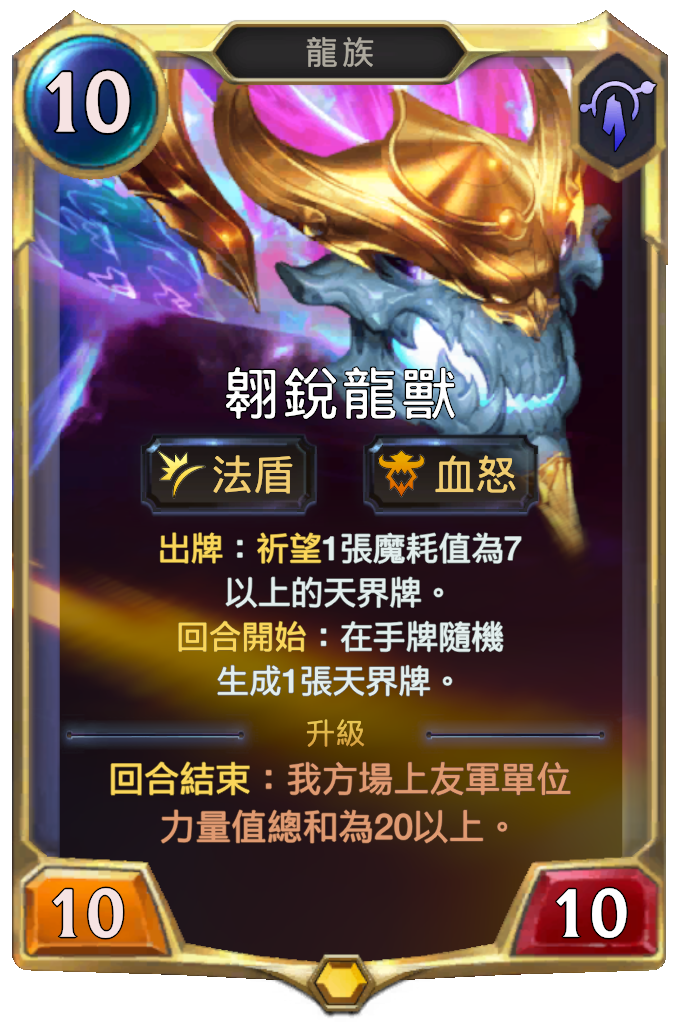 龍族
10
翱銳龍獸
法盾
血怒
出牌：祈望1張魔耗值為7
以上的天界牌。
回合開始：在手牌隨機
生成1張天界牌。
升級
回合結束：我方場上友軍單位
力量值總和為20以上。
10
10